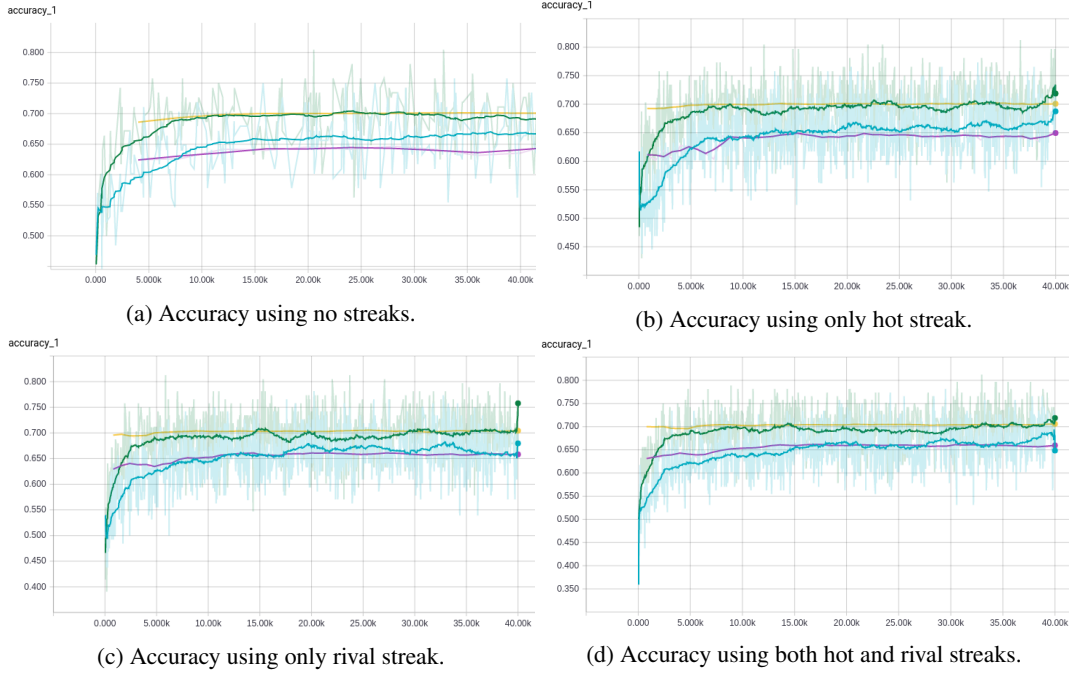 accuracy_1
0.800
0.750
0.700
0.650
0.600
0.550
0.500
0.000 5.000k 10.00k 15.00k 20.00k 25.00k 30.00k 35.00k 40.00k
(a) Accuracy using no streaks.
accuracy_1
0.800
0.750
0.700
0.650
0.600
0.550
0.500
0.450
0.000 5.000k 10.00k 15.00k 20.00k 25.00k 30.00k 35.00k 40.00k
(b) Accuracy using only hot streak.
accuracy_1
0.800
0.750
0.700
0.650
0.600
0.550
0.500
0.450
0.400
0.000 5.000k 10.00k 15.00k 20.00k 25.00k 30.00k 35.00k 40.00k
(c) Accuracy using only rival streak.
accuracy_1
0.800
0.750
0.700
0.650
0.600
0.550
0.500
0.450
0.400
0.350
0.000 5.000k 10.00k 15.00k 20.00k 25.00k 30.00k 35.00k 40.00k
(d) Accuracy using both hot and rival streaks.